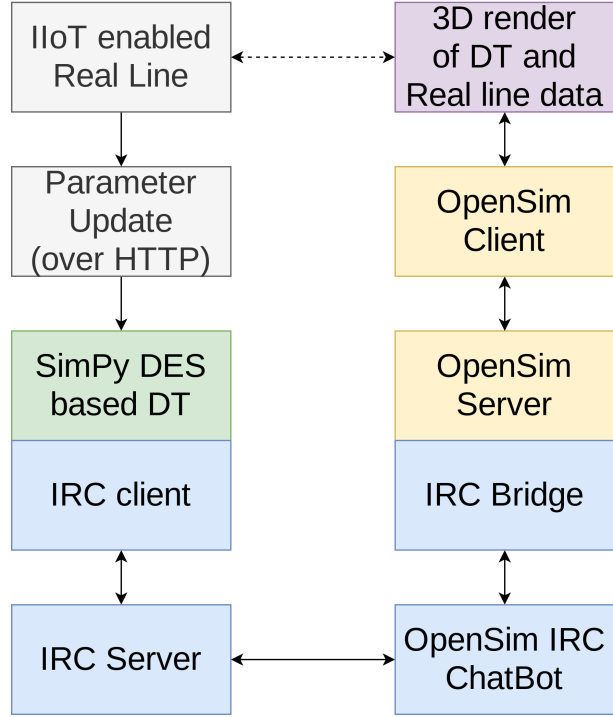 IIoT enabled
Real Line
3D render
of DT and
Real line data
Parameter
Update
(over HTTP)
OpenSim
Client
SimPy DES
based DT
OpenSim
Server
IRC client
IRC Bridge
IRC Server
OpenSim IRC
ChatBot